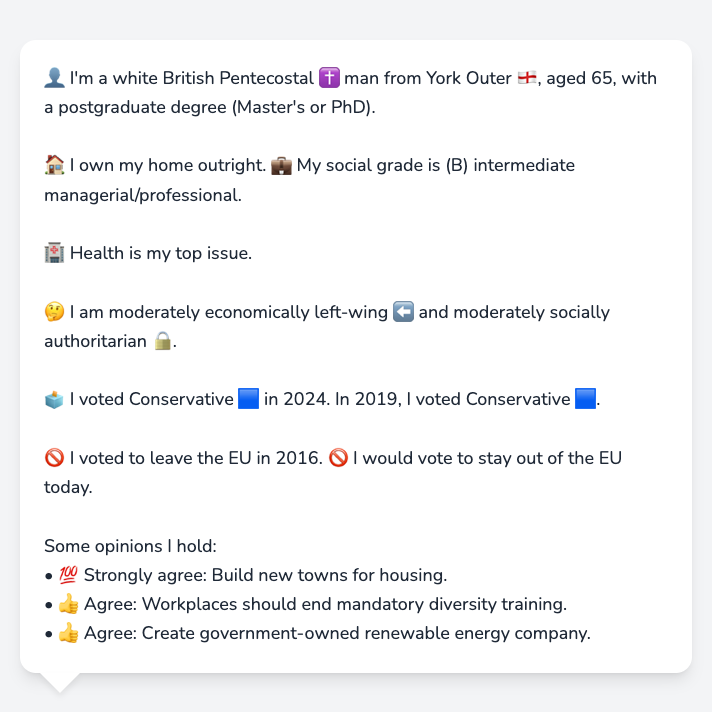 👤 I'm a white British Pentecostal ✝️ man from York Outer 🏴󠁧󠁢󠁥󠁮󠁧󠁿, aged 65, with
a postgraduate degree (Master's or PhD).
🏠 I own my home outright. 💼 My social grade is (B) intermediate
managerial/professional.
🏥 Health is my top issue.
🤔 I am moderately economically left-wing ⬅️ and moderately socially
authoritarian 🔒.
🗳️ I voted Conservative 🟦 in 2024. In 2019, I voted Conservative 🟦.
🚫 I voted to leave the EU in 2016. 🚫 I would vote to stay out of the EU
today.
Some opinions I hold:
• 💯 Strongly agree: Build new towns for housing.
• 👍 Agree: Workplaces should end mandatory diversity training.
• 👍 Agree: Create government-owned renewable energy company.